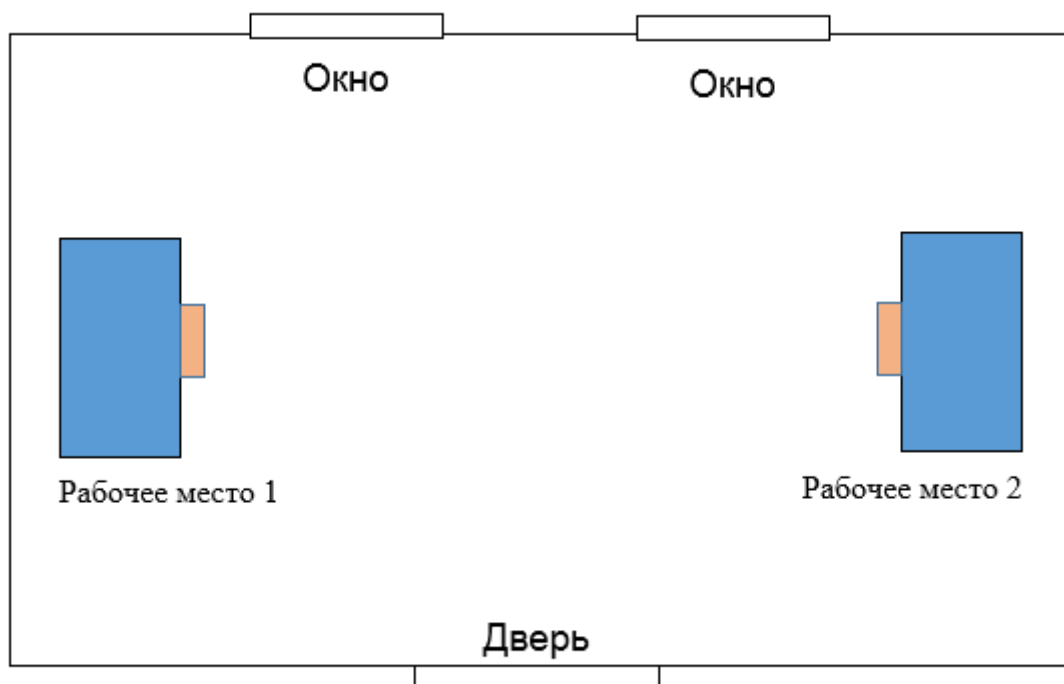 Окно
Окно
Рабочее место 1
Рабочее место 2
Дверь